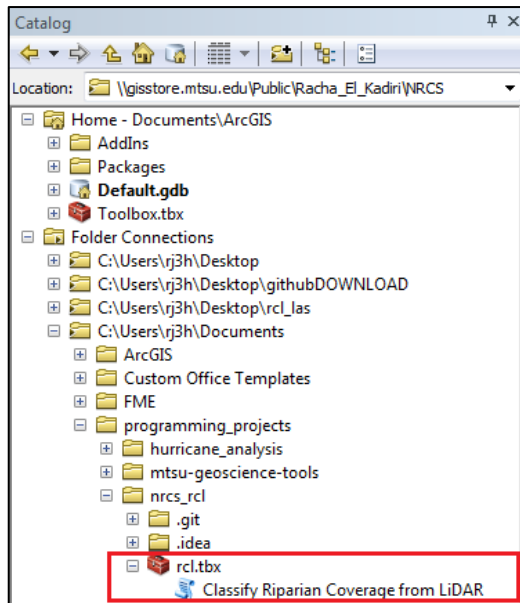 Catalog
Location: \\gisstore.mtsu.edu\Public\Racha_El_Kadiri\NRCS
Home - Documents\ArcGIS
AddIns
Packages
Default.gdb
Toolbox.tbx
Folder Connections
C:\Users\rj3h\Desktop
C:\Users\rj3h\Desktop\githubDOWNLOAD
C:\Users\rj3h\Desktop\rcl_las
C:\Users\rj3h\Documents
ArcGIS
Custom Office Templates
FME
programming_projects
hurricane_analysis
mtsu-geoscience-tools
nrcs_rcl
.git
.idea
rcl.tbx
Classify Riparian Coverage from LiDAR